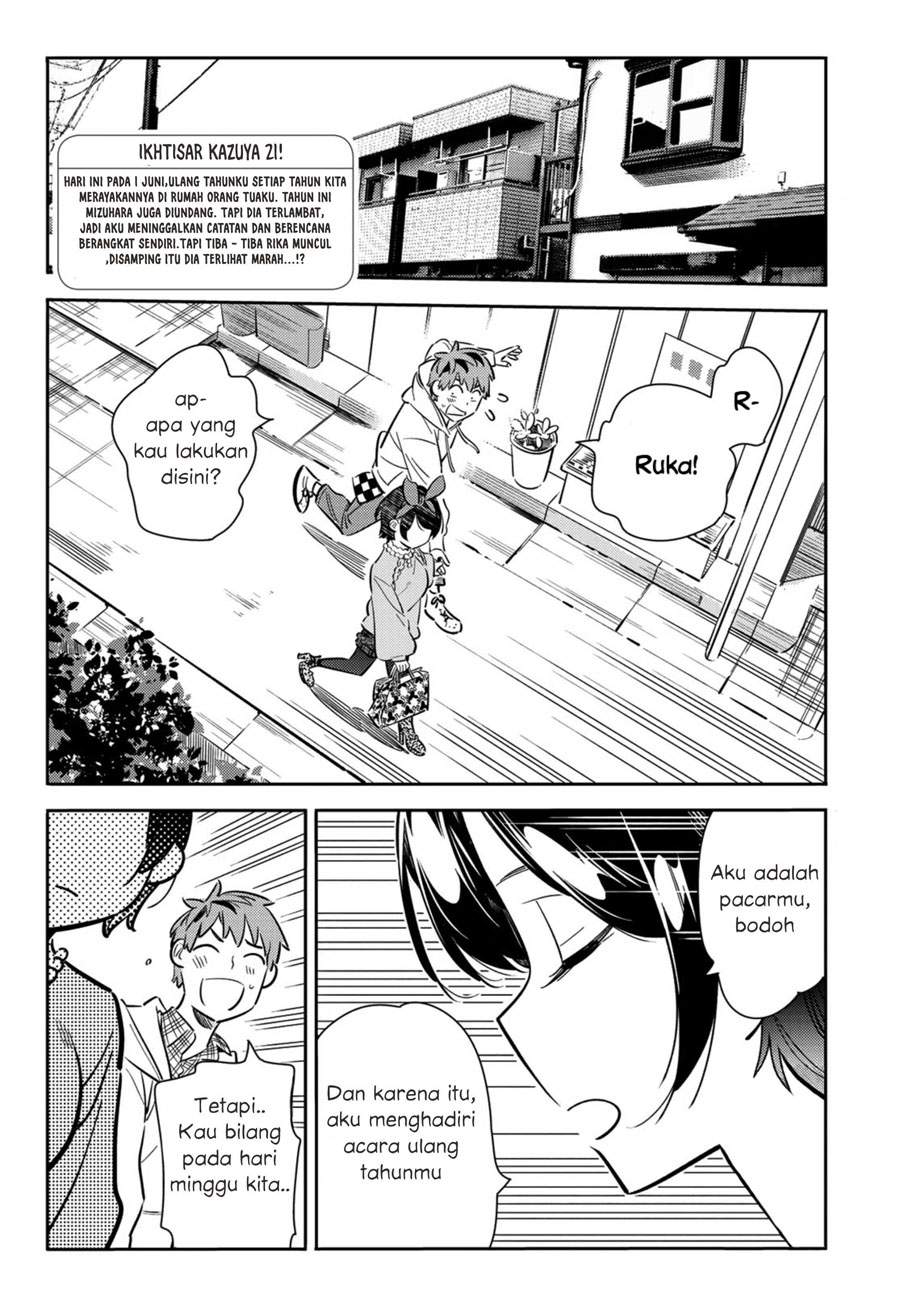 IKHTISAR KAZUYA 21!
HARI INI PADA 1 JUNI,ULANG TAHUNKU SETIAP TAHUN KITA
MERAYAKANNYA DI RUMAH ORANG TUAKU. TAHUN INI
MIZUHARA JUGA DIUNDANG. TAPI DIA TERLAMBAT,
JADI AKU MENINGGALKAN CATATAN DAN BERENCANA
BERANGKAT SENDIRI.TAPI TIBA - TIBA RIKA MUNCUL
,DISAMPING ITU DIA TERLIHAT MARAH...!?
R-
Ruka!
ap-
apa yang
kau lakukan
disini?
Aku adalah
pacarmu,
bodoh
Dan karena itu,
aku menghadiri
acara ulang
tahunmu
Tetapi..
Kau bilang
pada hari
minggu kita..